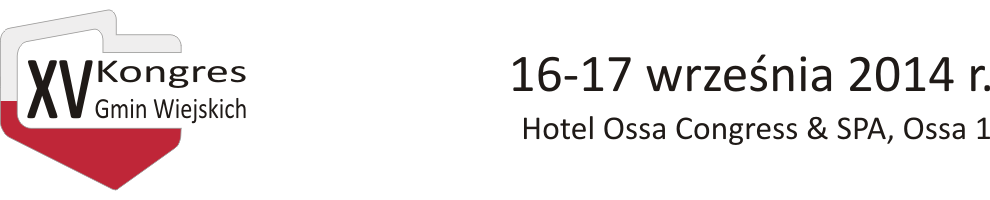 XV Kongres
Gmin Wiejskich
16-17 września 2014 r.
Hotel Ossa Congress & SPA, Ossa 1